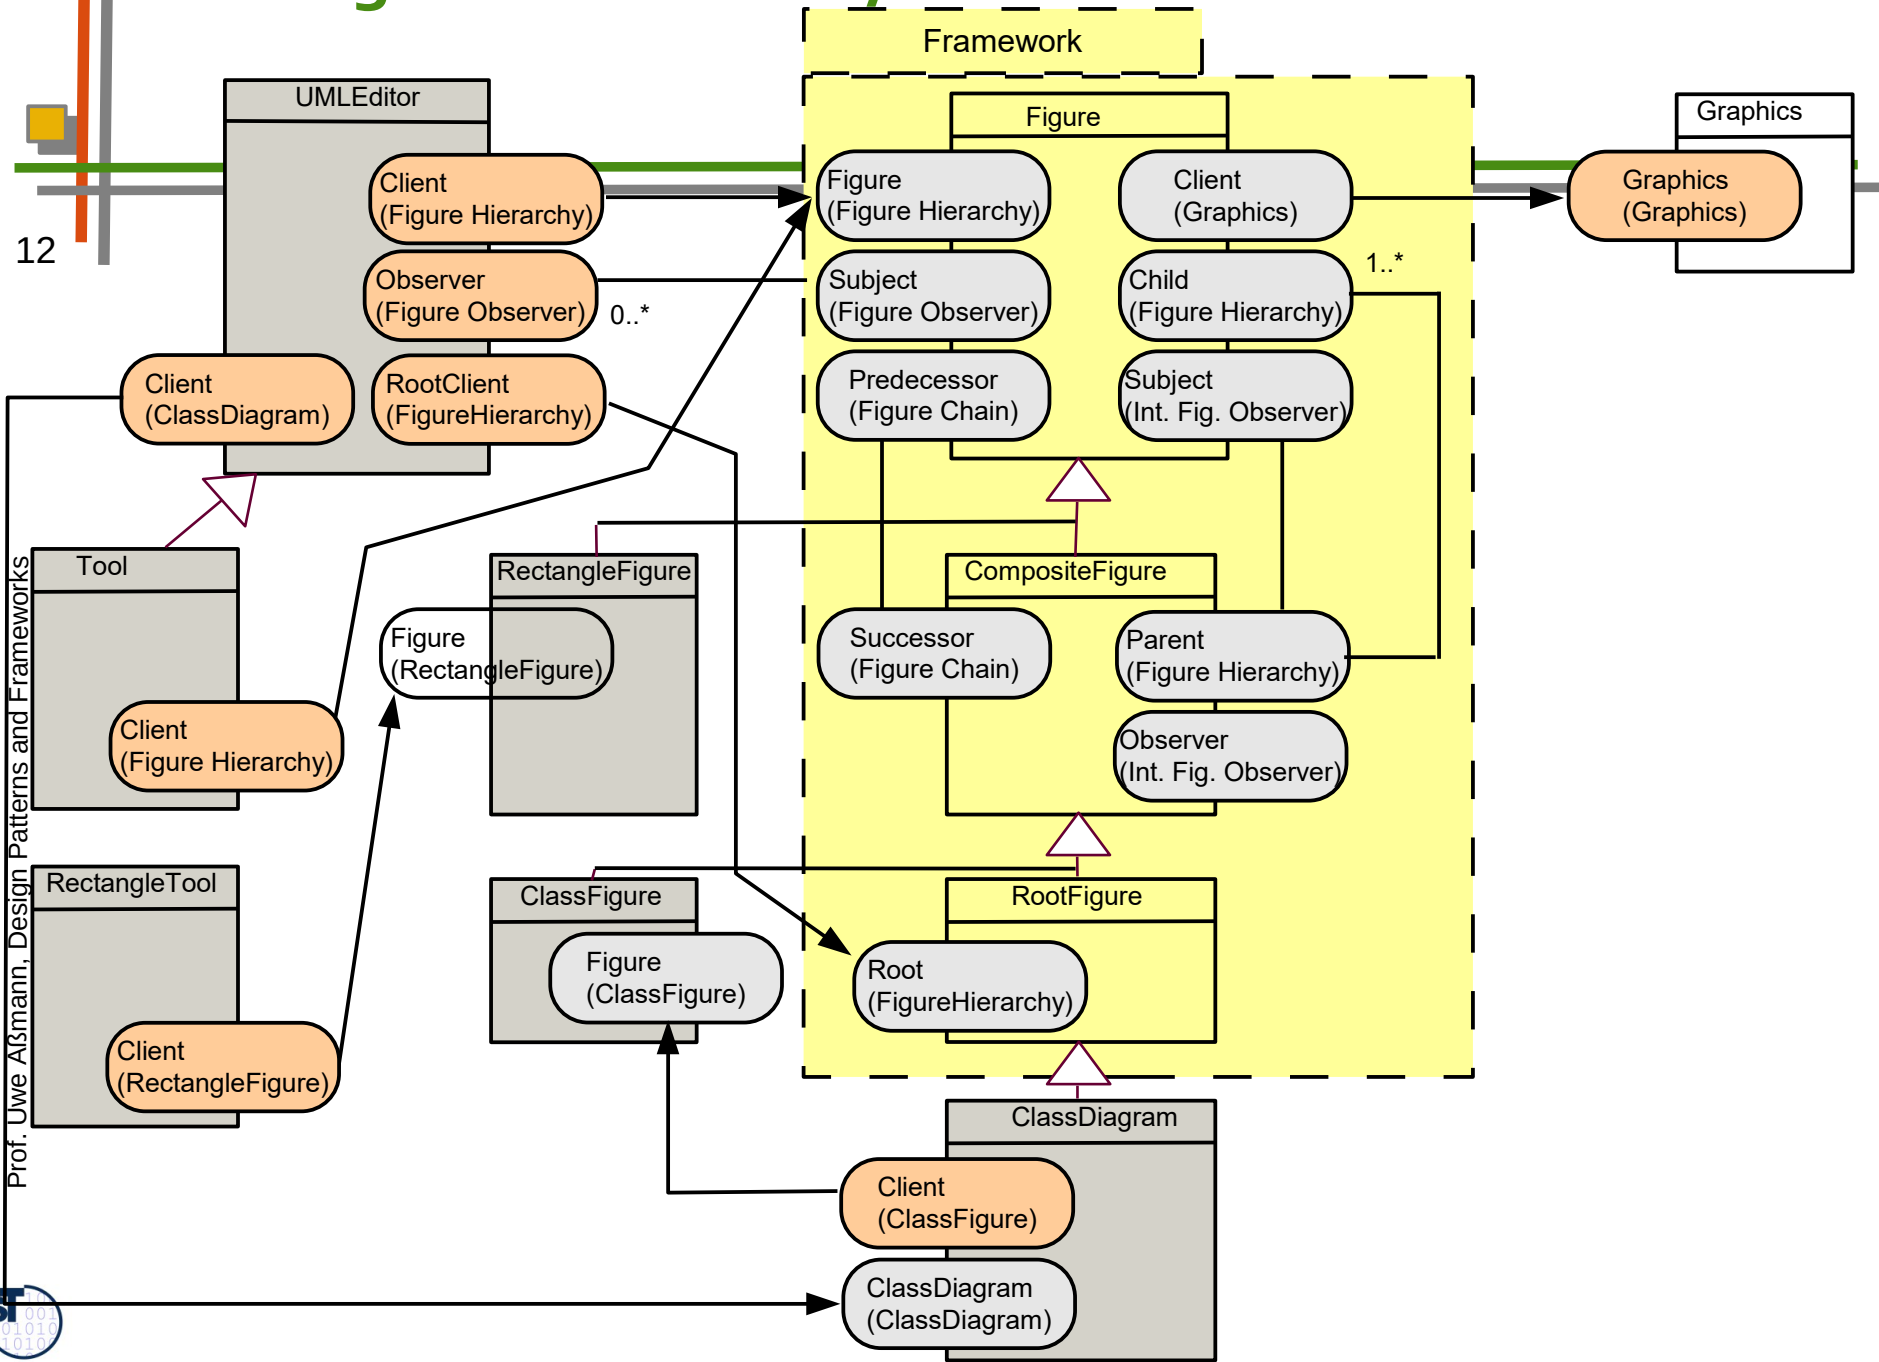 Framework
UMLEditor
Client
(Figure Hierarchy)
Observer
(Figure Observer)
0..*
Client
(ClassDiagram)
RootClient
(FigureHierarchy)
Figure
Figure
(Figure Hierarchy)
Client
(Graphics)
Subject
(Figure Observer)
Child
(Figure Hierarchy)
1..*
Predecessor
(Figure Chain)
Subject
(Int. Fig. Observer)
Graphics
Graphics
(Graphics)
12
Tool
Client
(Figure Hierarchy)
RectangleFigure
Figure
(RectangleFigure)
CompositeFigure
Successor
(Figure Chain)
Parent
(Figure Hierarchy)
Observer
(Int. Fig. Observer)
RectangleTool
Client
(RectangleFigure)
ClassFigure
Figure
(ClassFigure)
RootFigure
Root
(FigureHierarchy)
ClassDiagram
Client
(ClassFigure)
ClassDiagram
(ClassDiagram)
Prof. Uwe Aßmann, Design Patterns and Frameworks